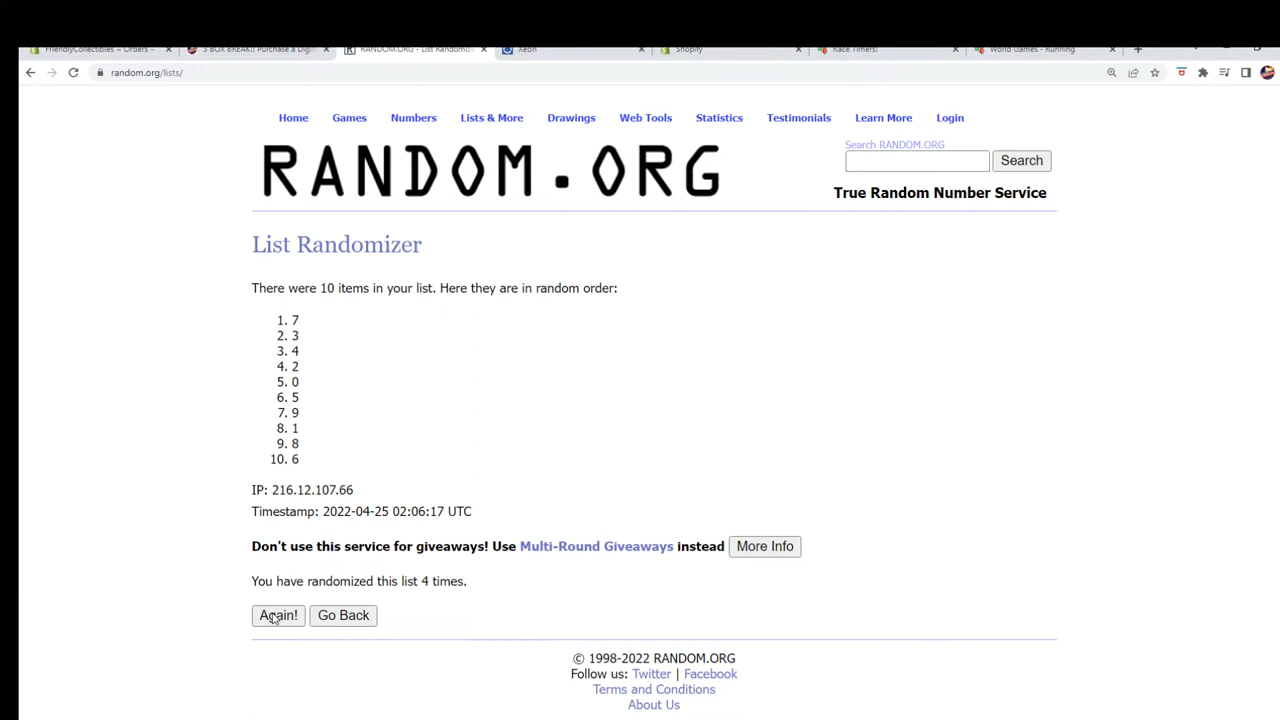 FriendlyCollectibles ~ Orders ~ 3 BOX BREAK!! Purchase a Digi RANDOM.ORG - List Randomize Xeon Shopify Race Timers! World Games - Running
random.org/lists/
Home Games Numbers Lists & More Drawings Web Tools Statistics Testimonials Learn More Login
Search RANDOM.ORG
RANDOM.ORG
Search
True Random Number Service
List Randomizer
There were 10 items in your list. Here they are in random order:
1. 7
2. 3
3. 4
4. 2
5. 0
6. 5
7. 9
8. 1
9. 8
10. 6
IP: 216.12.107.66
Timestamp: 2022-04-25 02:06:17 UTC
Don't use this service for giveaways! Use Multi-Round Giveaways instead More Info
You have randomized this list 4 times.
Again! Go Back
© 1998-2022 RANDOM.ORG
Follow us: Twitter | Facebook
Terms and Conditions
About Us